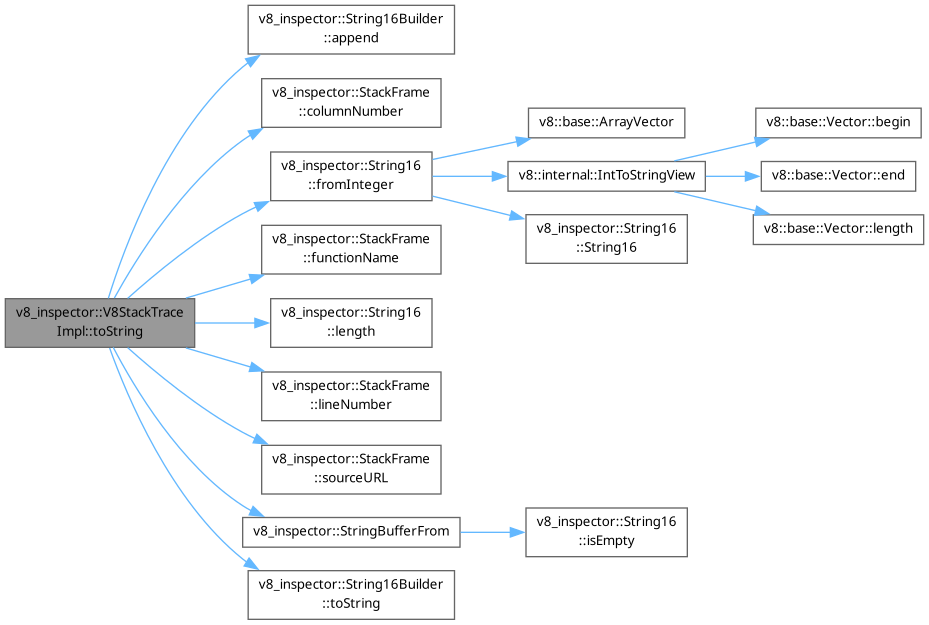 v8_inspector::String16Builder
::append
v8_inspector::StackFrame
::columnNumber
v8_inspector::String16
::fromInteger
v8::base::ArrayVector
v8::base::Vector::begin
v8::internal::IntToStringView
v8::base::Vector::end
v8_inspector::String16
::String16
v8::base::Vector::length
v8_inspector::StackFrame
::functionName
v8_inspector::V8StackTrace
Impl::toString
v8_inspector::String16
::length
v8_inspector::StackFrame
::lineNumber
v8_inspector::StackFrame
::sourceURL
v8_inspector::StringBufferFrom
v8_inspector::String16
::isEmpty
v8_inspector::String16Builder
::toString